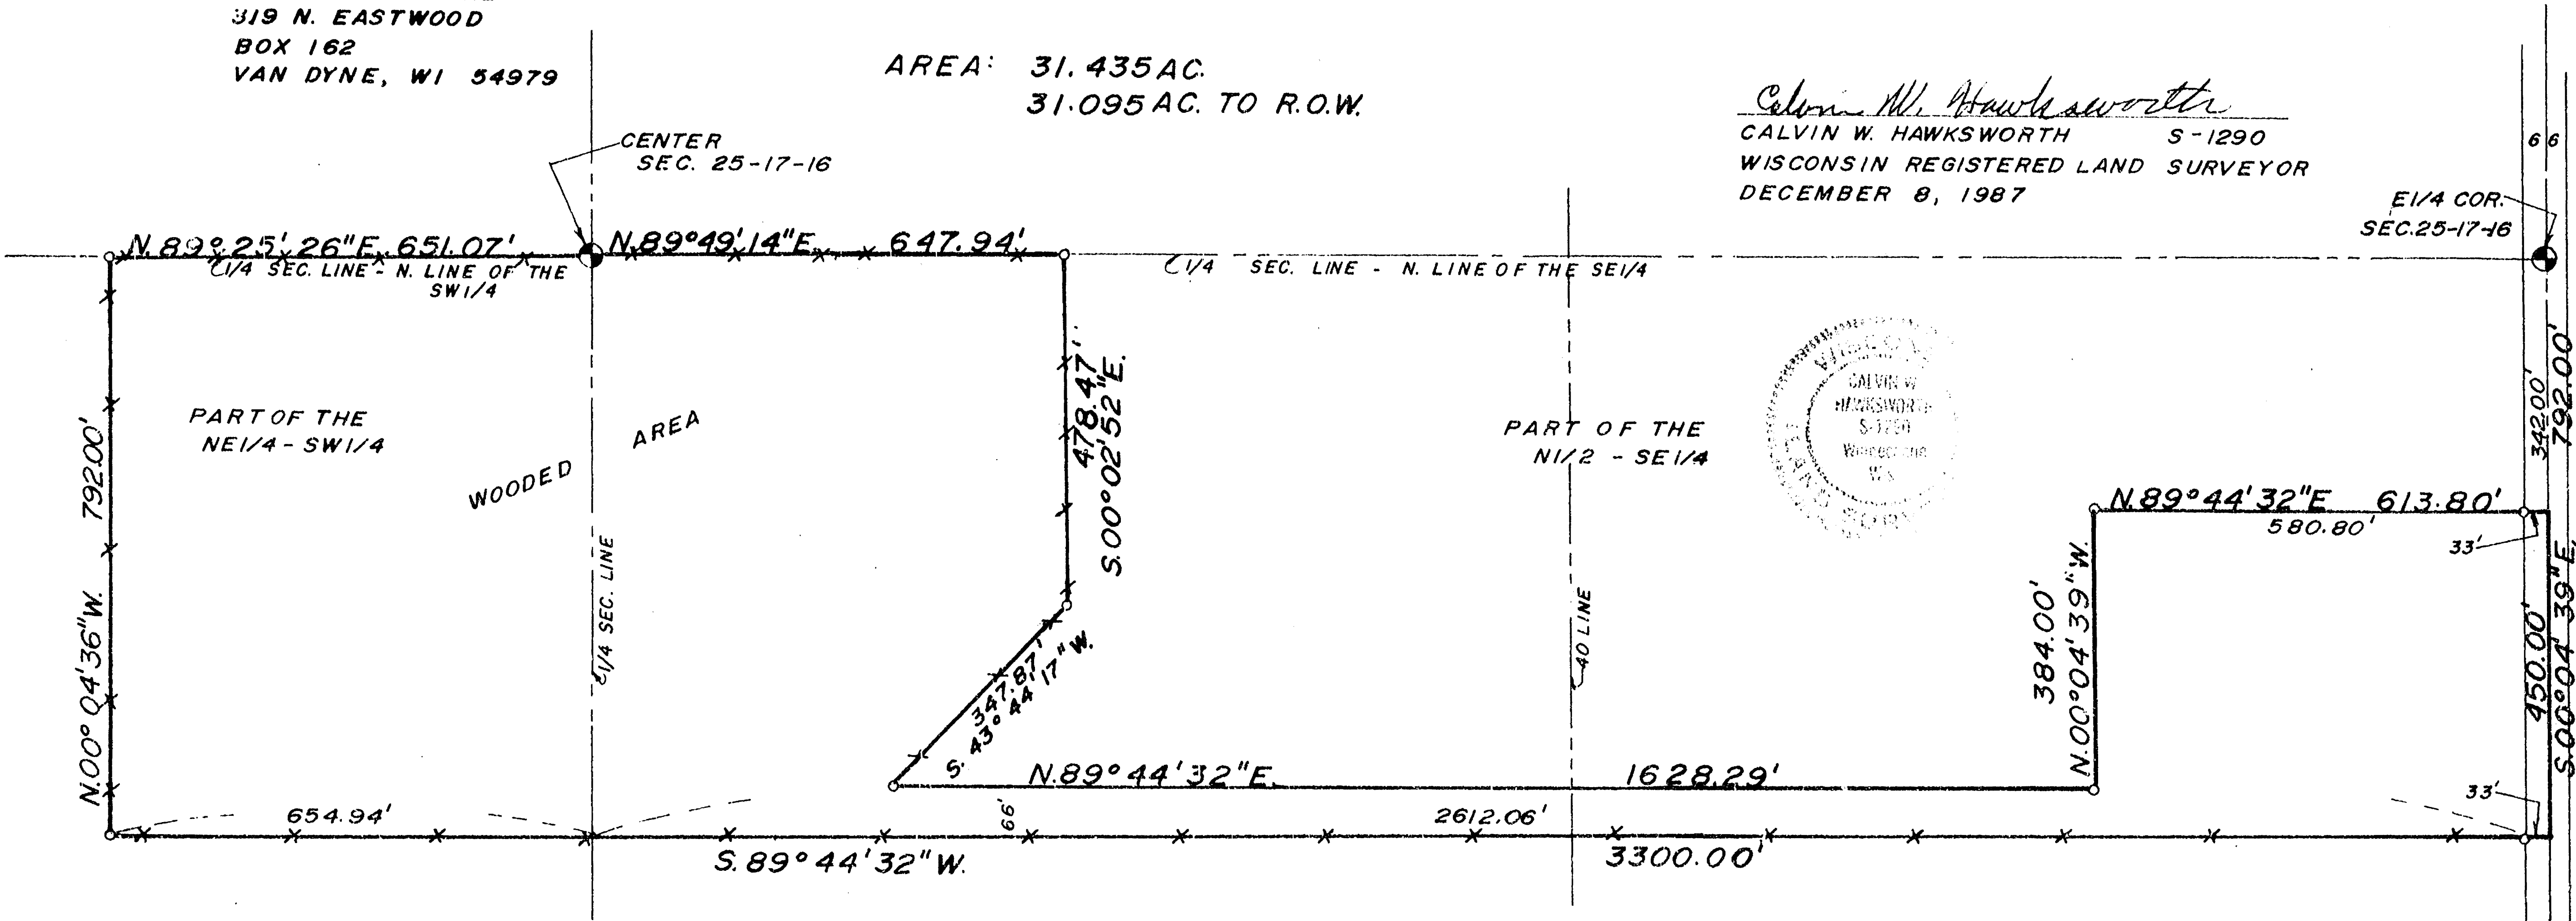 319 N. EASTWOOD
BOX 162
VAN DYNE, WI 54979
AREA: 31.435 AC.
31.095 AC. TO R.O.W.
CALVIN W. HAWKSWORTH S-1290
WISCONSIN REGISTERED LAND SURVEYOR
DECEMBER 8, 1987
66
CENTER
SEC. 25-17-16
E1/4 COR.
SEC.25-17-16
N.89°25'26"E. 651.07'
N.89°49'14"E. 647.94'
1/4 SEC. LINE - N. LINE OF THE
SW1/4
1/4 SEC. LINE - N. LINE OF THE SE1/4
478.47'
S.00°02'52"E.
CALVIN W
HAWKSWORTH
S-1290
342.00'
792.00'
PART OF THE
NE1/4 - SW1/4
WOODED AREA
PART OF THE
N1/2 - SE1/4
N.00°04'36"W. 792.00'
1/4 SEC. LINE
40 LINE
N.89°44'32"E. 613.80'
580.80'
33'
384.00'
N.00°04'39"W.
450.00'
S.00°04'39"E.
347.87'
S. 43°44'17"W.
N.89°44'32"E. 1628.29'
66'
33'
654.94'
2612.06'
S.89°44'32"W. 3300.00'